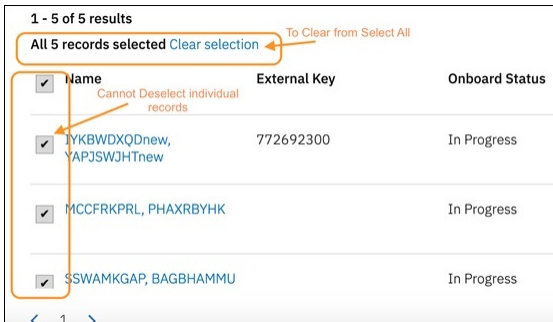 1 - 5 of 5 results
To Clear from Select All
All 5 records selected Clear selection
Name External Key Onboard Status
Cannot Deselect individual
records
IYKBWDXQDnew, 772692300 In Progress
YAPJSWJHTnew
MCCFRKPRL, PHAXRBYHK In Progress
SSWAMKGAP, BAGBHAMMU In Progress
1